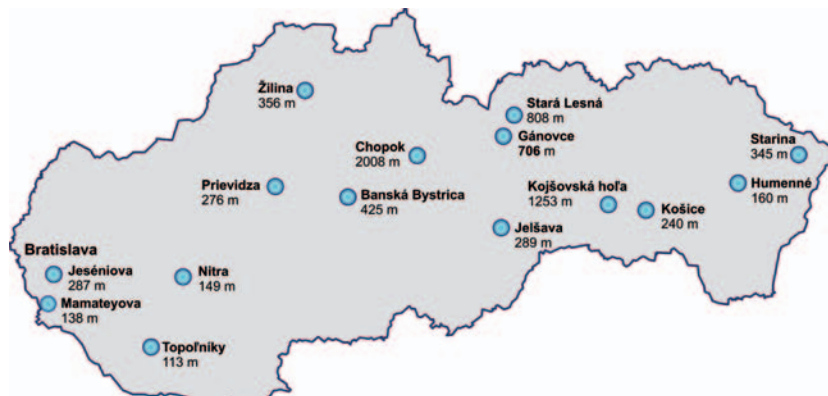 Žilina
356 m
Stará Lesná
808 m
Gánovce
706 m
Chopok
2008 m
Starina
345 m
Prievidza
276 m
Banská Bystrica
425 m
Kojšovská hoľa
1253 m
Humenné
160 m
Košice
240 m
Jelšava
289 m
Bratislava
Jeséniova
287 m
Nitra
149 m
Mamateyova
138 m
Topoľníky
113 m